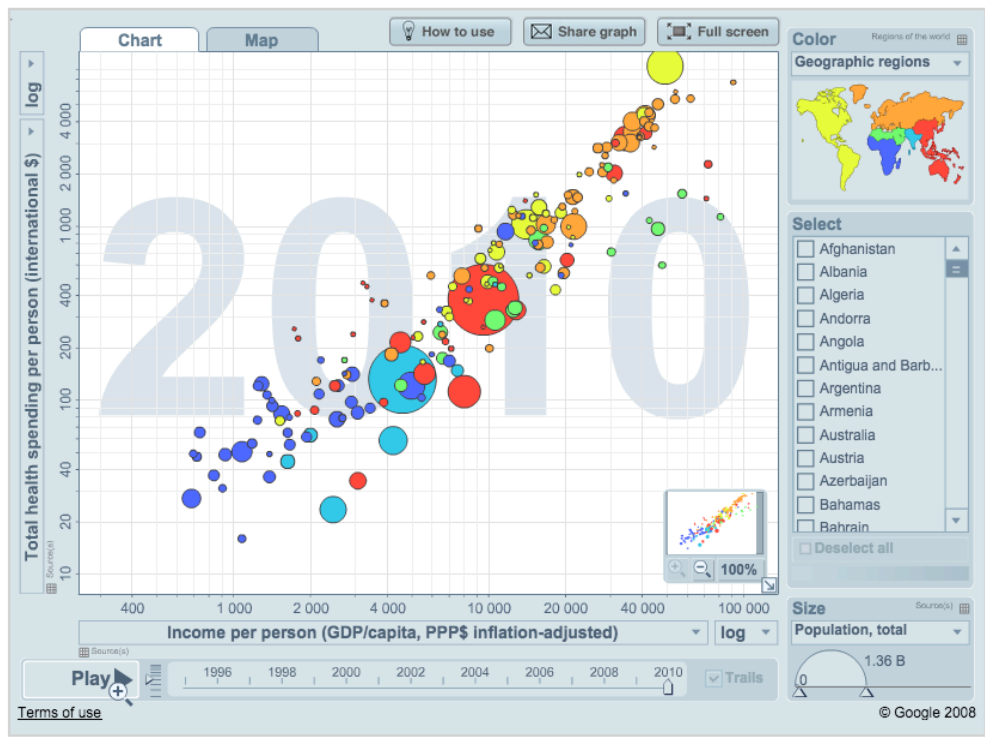 Chart
Map
How to use
Share graph
Full screen
Color
Regions of the world
Geographic regions
log
Total health spending per person (international $)
Source(s)
4 000
2 000
1 000
400
200
100
40
20
10
2010
100%
400
1 000
2 000
4 000
10 000
20 000
40 000
100 000
Income per person (GDP/capita, PPP$ inflation-adjusted)
log
Source(s)
Select
Afghanistan
Albania
Algeria
Andorra
Angola
Antigua and Barb...
Argentina
Armenia
Australia
Austria
Azerbaijan
Bahamas
Bahrain
Deselect all
Size
Source(s)
Population, total
1.36 B
0
Play
1996
1998
2000
2002
2004
2006
2008
2010
Trails
Terms of use
© Google 2008